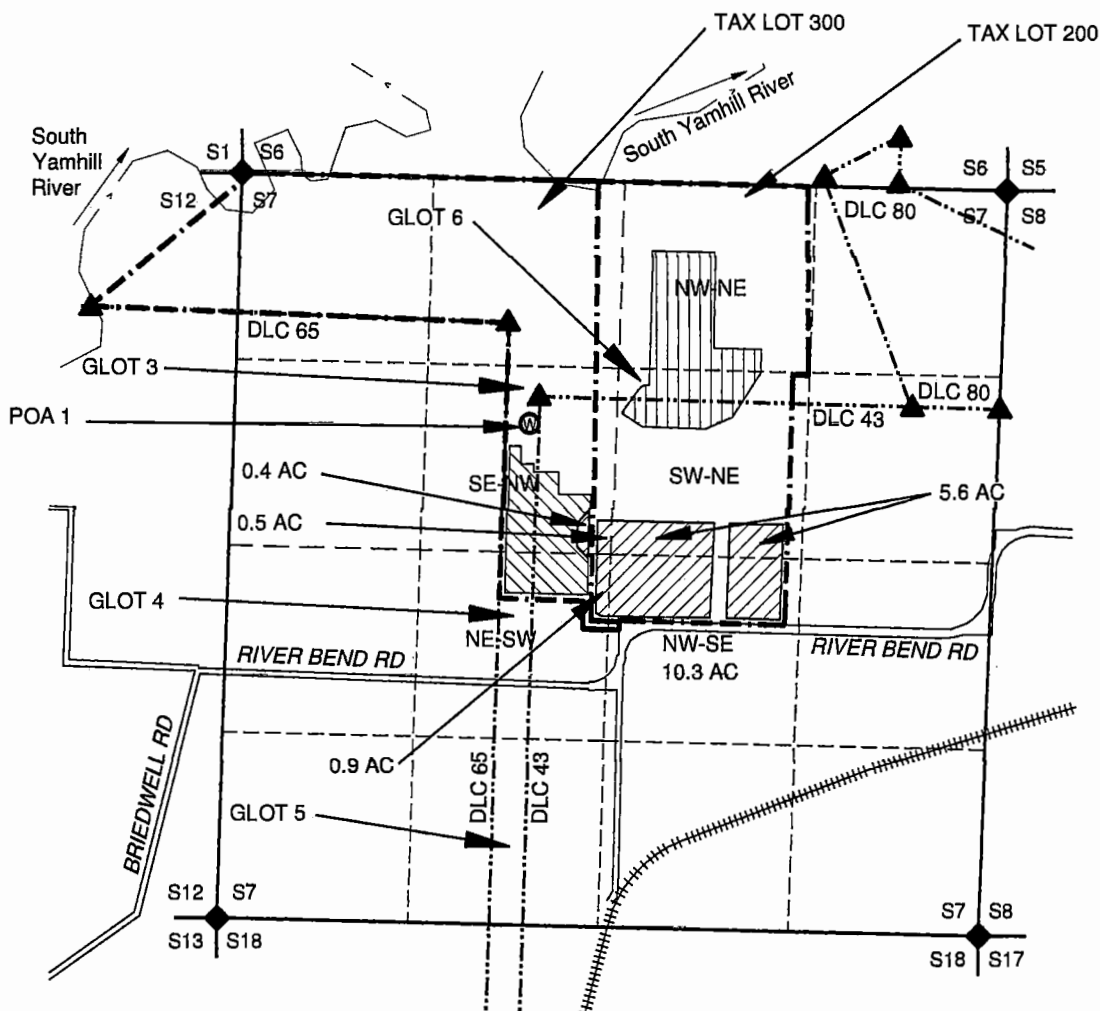 TAX LOT 300
TAX LOT 200
South Yamhill River
South
Yamhill
River
S1 S6
S6 S5
S12 S7
S7 S8
DLC 80
GLOT 6
NW-NE
DLC 65
GLOT 3
DLC 80
DLC 43
POA 1
W
0.4 AC
SE-NW
SW-NE
5.6 AC
0.5 AC
GLOT 4
NE-SW
NW-SE
10.3 AC
RIVER BEND RD
RIVER BEND RD
0.9 AC
DLC 65
DLC 43
BRIEDWELL RD
GLOT 5
S12 S7
S7 S8
S13 S18
S18 S17